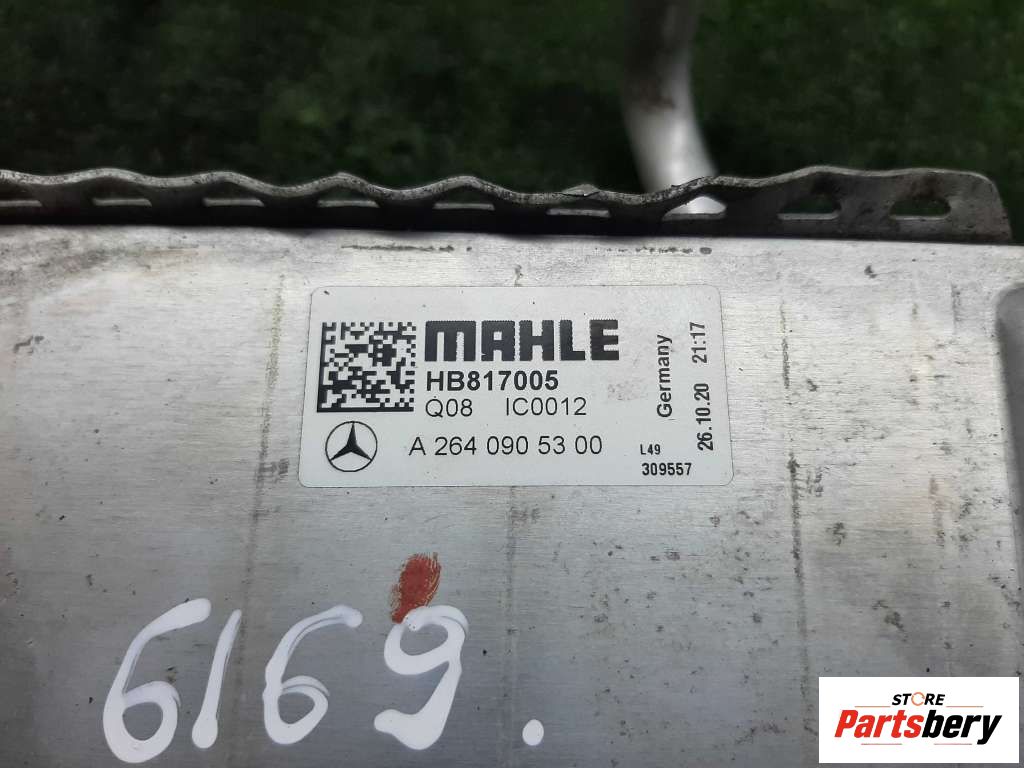 MAHLE
HB817005
Q08 IC0012
A 264 090 53 00
Germany
26.10.20 21:17
L49
309557
6169.
STORE
Partsbery